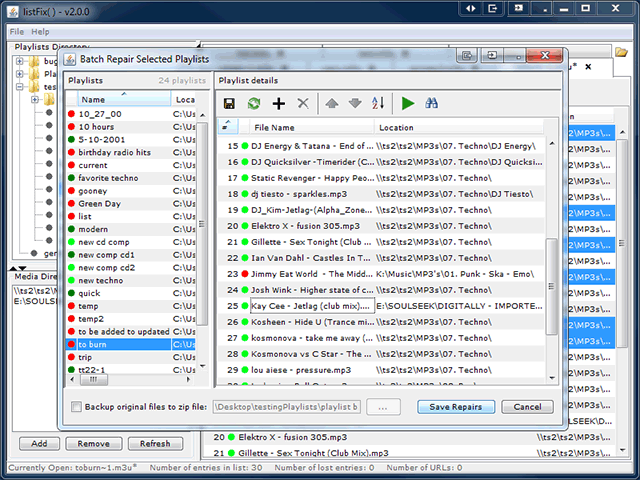 listFix( ) - v2.0.0
File Help
Playlists Directory
bug
Pla
tes
gen
Media Dire
\\ts2\ts2\M
E:\SOULSE
Add Remove Refresh
Batch Repair Selected Playlists
Playlists 24 playlists
Name Loca
10_27_00 C:\Us
10 hours C:\Us
5-10-2001 C:\Us
birthday radio hits C:\Us
current C:\Us
favorite techno C:\Us
gooney C:\Us
Green Day C:\Us
list C:\Us
modern C:\Us
new cd comp C:\Us
new comp cd1 C:\Us
new comp cd2 C:\Us
new techno C:\Us
quick C:\Us
temp C:\Us
temp2 C:\Us
to be added to updated C:\Us
to burn C:\Us
trip C:\Us
tt22-1 C:\Us
Playlist details
# File Name Location
15 DJ Energy & Tatana - End of ... \\ts2\ts2\MP3s\07. Techno\DJ Energy\
16 DJ Quicksilver -Timerider (C... \\ts2\ts2\MP3s\07. Techno\DJ Quicksi...
17 Static Revenger - Happy Peo... \\ts2\ts2\MP3s\07. Techno\
18 dj tiesto - sparkles.mp3 \\ts2\ts2\MP3s\07. Techno\DJ Tiesto\
19 DJ_Kim-Jetlag-(Alpha_Zone... \\ts2\ts2\MP3s\07. Techno\
20 Elektro X - fusion 305.mp3 \\ts2\ts2\MP3s\07. Techno\
21 Gillette - Sex Tonight (Club ... \\ts2\ts2\MP3s\07. Techno\
22 Ian Van Dahl - Castles In T... \\ts2\ts2\MP3s\07. Techno\
23 Jimmy Eat World - The Midd... K:\Music\MP3's\01. Punk - Ska - Emo\
24 Josh Wink - Higher state of c... \\ts2\ts2\MP3s\07. Techno\
25 Kay Cee - Jetlag (club mix).... E:\SOULSEEK\DIGITALLY - IMPORTE...
26 Kosheen - Hide U (Trance mi... \\ts2\ts2\MP3s\07. Techno\
27 kosmonova - take me away (... \\ts2\ts2\MP3s\07. Techno\
28 Kosmonova vs C Star - The ... \\ts2\ts2\MP3s\07. Techno\
29 lou aiese - pressure.mp3 \\ts2\ts2\MP3s\07. Techno\
Backup original files to zip file: \Desktop\testingPlaylists\playlist b ... Save Repairs Cancel
20 Elektro X - fusion 305.mp3 \\ts2\ts2\MP3s\...
21 Gillette - Sex Tonight (Club Mix).mp3 \\ts2\ts2\MP3s\...
Currently Open: toburn~1.m3u* Number of entries in list: 30 Number of lost entries: 0 Number of URLs: 0